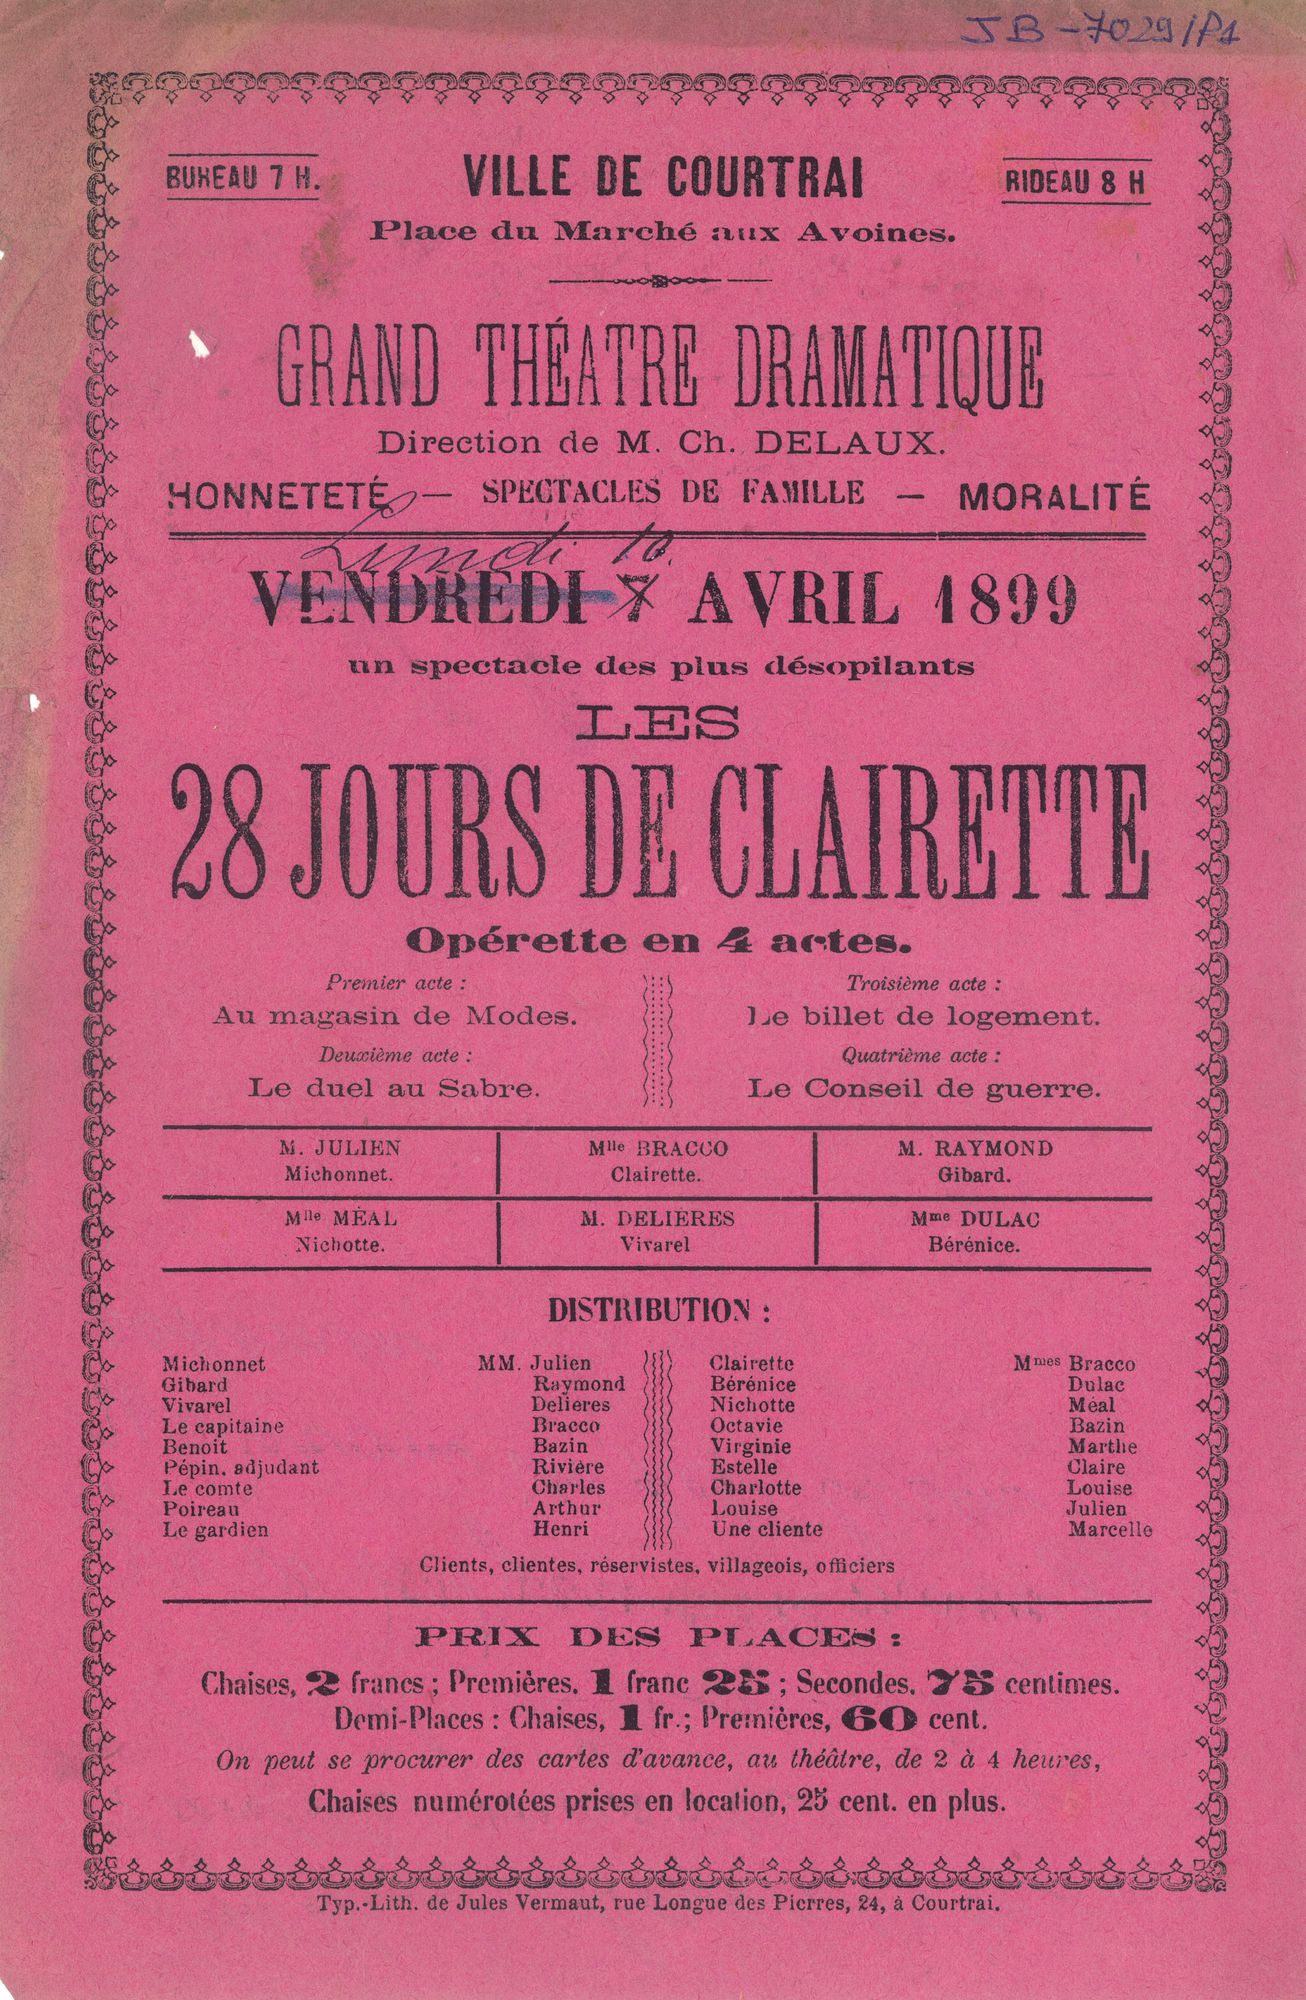 JB-7029/P1
BUREAU 7 H.
VILLE DE COURTRAI
RIDEAU 8 H
Place du Marché aux Avoines.
GRAND THÉATRE DRAMATIQUE
Direction de M. Ch. DELAUX.
HONNETETÉ — SPECTACLES DE FAMILLE — MORALITÉ
Lundi 10.
VENDREDI 7 AVRIL 1899
un spectacle des plus désopilants
LES
28 JOURS DE CLAIRETTE
Opérette en 4 actes.
Premier acte :
Au magasin de Modes.
Deuxième acte :
Le duel au Sabre.
Troisième acte :
Le billet de logement.
Quatrième acte :
Le Conseil de guerre.
M. JULIEN
Michonnet.
Mlle BRACCO
Clairette.
M. RAYMOND
Gibard.
Mlle MÉAL
Nichotte.
M. DELIÈRES
Vivarel
Mme DULAC
Bérénice.
DISTRIBUTION :
Michonnet MM. Julien
Gibard Raymond
Vivarel Delieres
Le capitaine Bracco
Benoit Bazin
Pépin, adjudant Rivière
Le comte Charles
Poireau Arthur
Le gardien Henri
Clairette Mmes Bracco
Bérénice Dulac
Nichotte Méal
Octavie Bazin
Virginie Marthe
Estelle Claire
Charlotte Louise
Louise Julien
Une cliente Marcelle
Clients, clientes, réservistes, villageois, officiers
PRIX DES PLACES :
Chaises, 2 francs ; Premières, 1 franc 25 ; Secondes, 75 centimes.
Demi-Places : Chaises, 1 fr. ; Premières, 60 cent.
On peut se procurer des cartes d'avance, au théâtre, de 2 à 4 heures,
Chaises numérotées prises en location, 25 cent. en plus.
Typ.-Lith. de Jules Vermaut, rue Longue des Pierres, 24, à Courtrai.